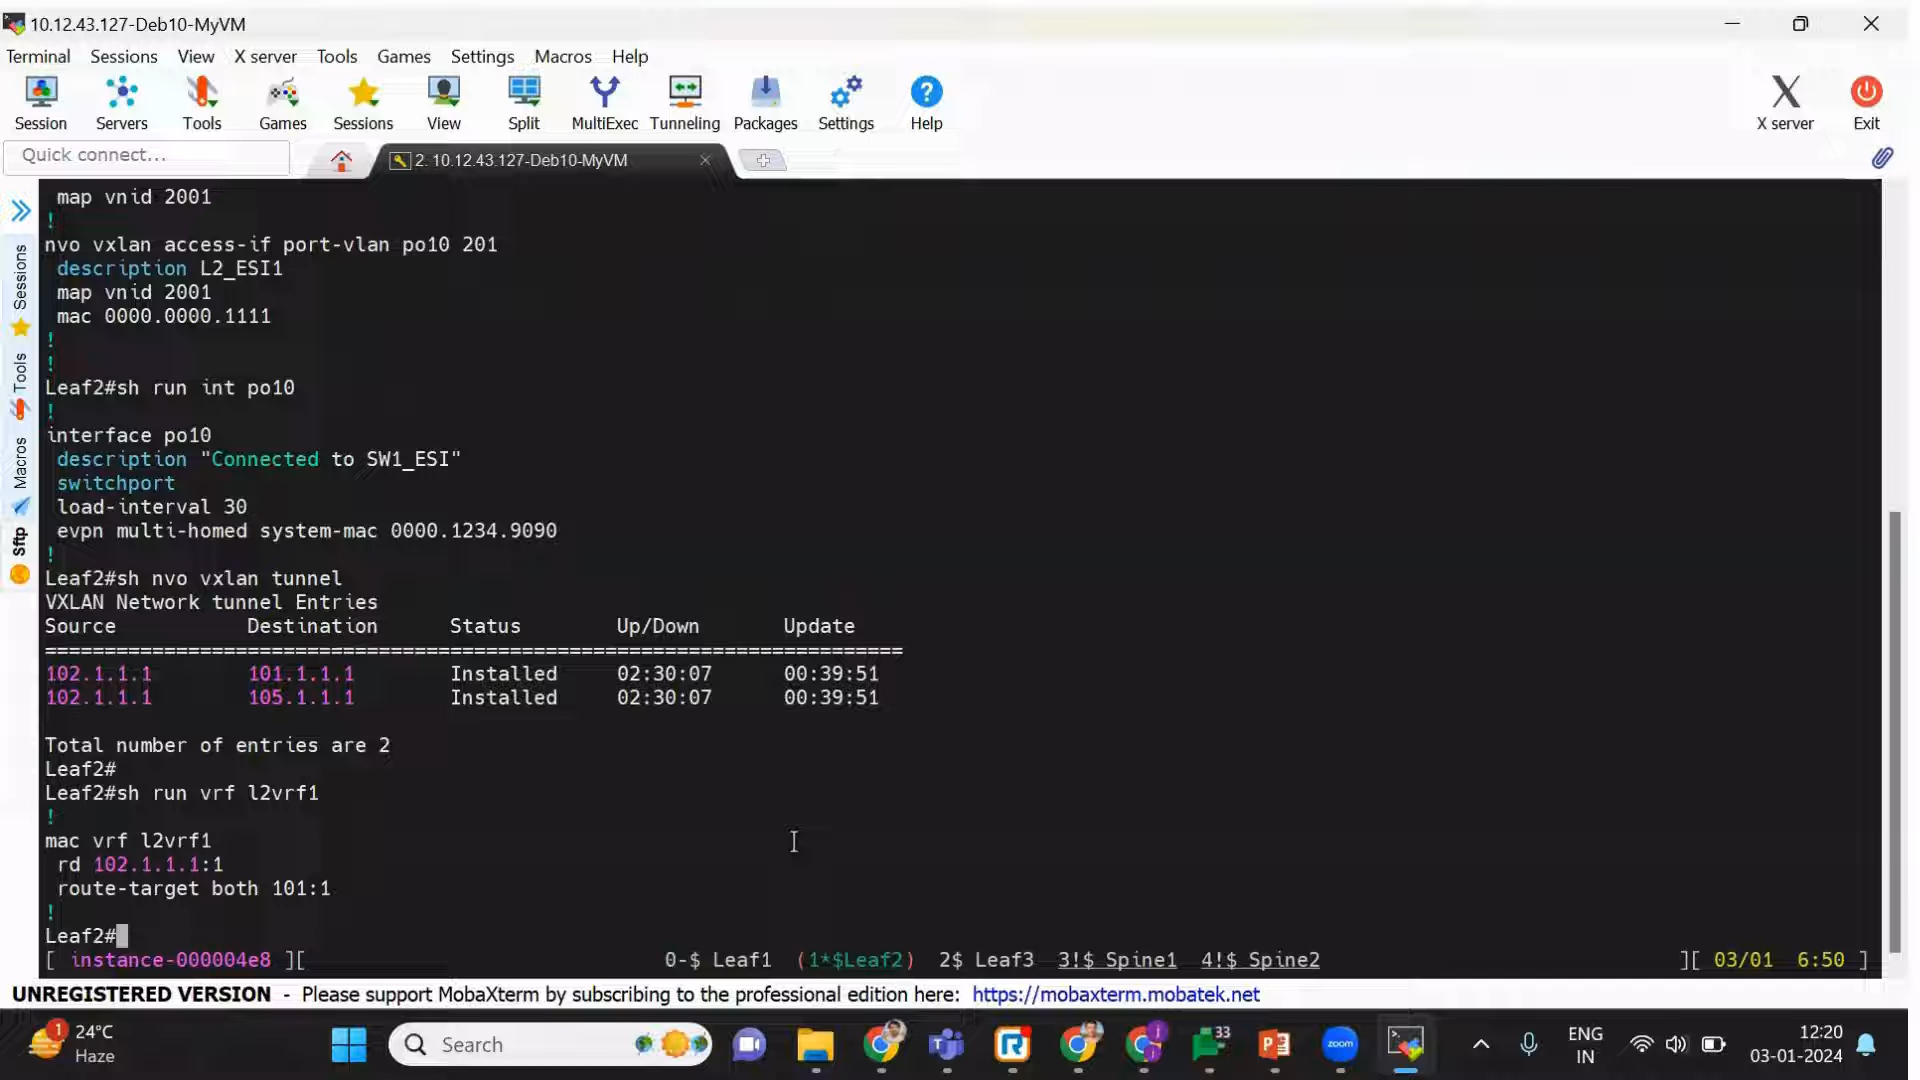 10.12.43.127-Deb10-MyVM
Terminal Sessions View X server Tools Games Settings Macros Help
Session Servers Tools Games Sessions View Split MultiExec Tunneling Packages Settings Help X server Exit
Quick connect...
2. 10.12.43.127-Deb10-MyVM
Sessions
Tools
Macros
Sftp
map vnid 2001
!
nvo vxlan access-if port-vlan po10 201
description L2_ESI1
map vnid 2001
mac 0000.0000.1111
!
!
Leaf2#sh run int po10
!
interface po10
description "Connected to SW1_ESI"
switchport
load-interval 30
evpn multi-homed system-mac 0000.1234.9090
!
Leaf2#sh nvo vxlan tunnel
VXLAN Network tunnel Entries
Source Destination Status Up/Down Update
========================================================================
102.1.1.1 101.1.1.1 Installed 02:30:07 00:39:51
102.1.1.1 105.1.1.1 Installed 02:30:07 00:39:51
Total number of entries are 2
Leaf2#
Leaf2#sh run vrf l2vrf1
!
mac vrf l2vrf1
rd 102.1.1.1:1
route-target both 101:1
!
Leaf2#
[ instance-000004e8 ][ 0-$ Leaf1 (1*$Leaf2) 2$ Leaf3 3!$ Spine1 4!$ Spine2 ][ 03/01 6:50 ]
UNREGISTERED VERSION - Please support MobaXterm by subscribing to the professional edition here: https://mobaxterm.mobatek.net
1
24°C
Haze
Search
33
zoom
ENG
IN
12:20
03-01-2024